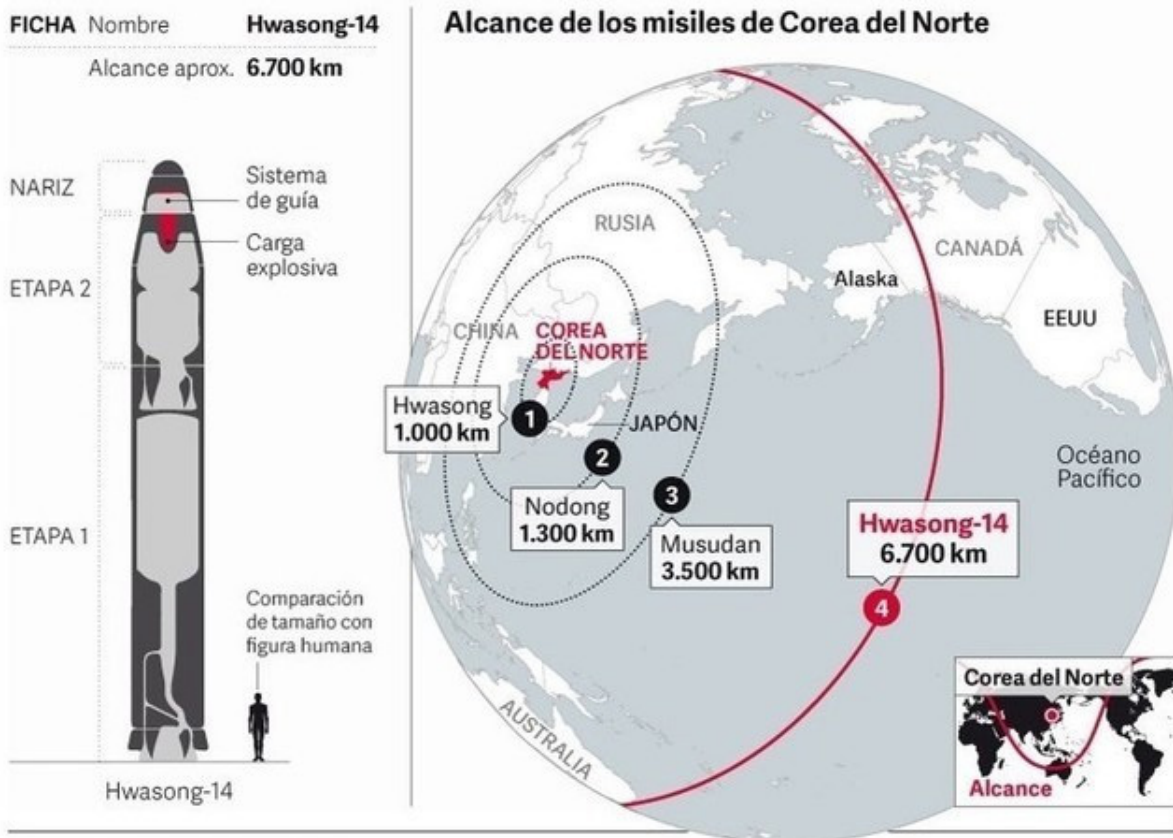 FICHA Nombre Hwasong-14
Alcance aprox. 6.700 km
NARIZ
Sistema
de guía
Carga
explosiva
ETAPA 2
ETAPA 1
Comparación
de tamaño con
figura humana
Hwasong-14
Alcance de los misiles de Corea del Norte
RUSIA
CANADÁ
Alaska
EEUU
CHINA
COREA
DEL NORTE
Hwasong
1.000 km
1
JAPÓN
2
Nodong
1.300 km
3
Musudan
3.500 km
Océano
Pacífico
Hwasong-14
6.700 km
4
AUSTRALIA
Corea del Norte
Alcance